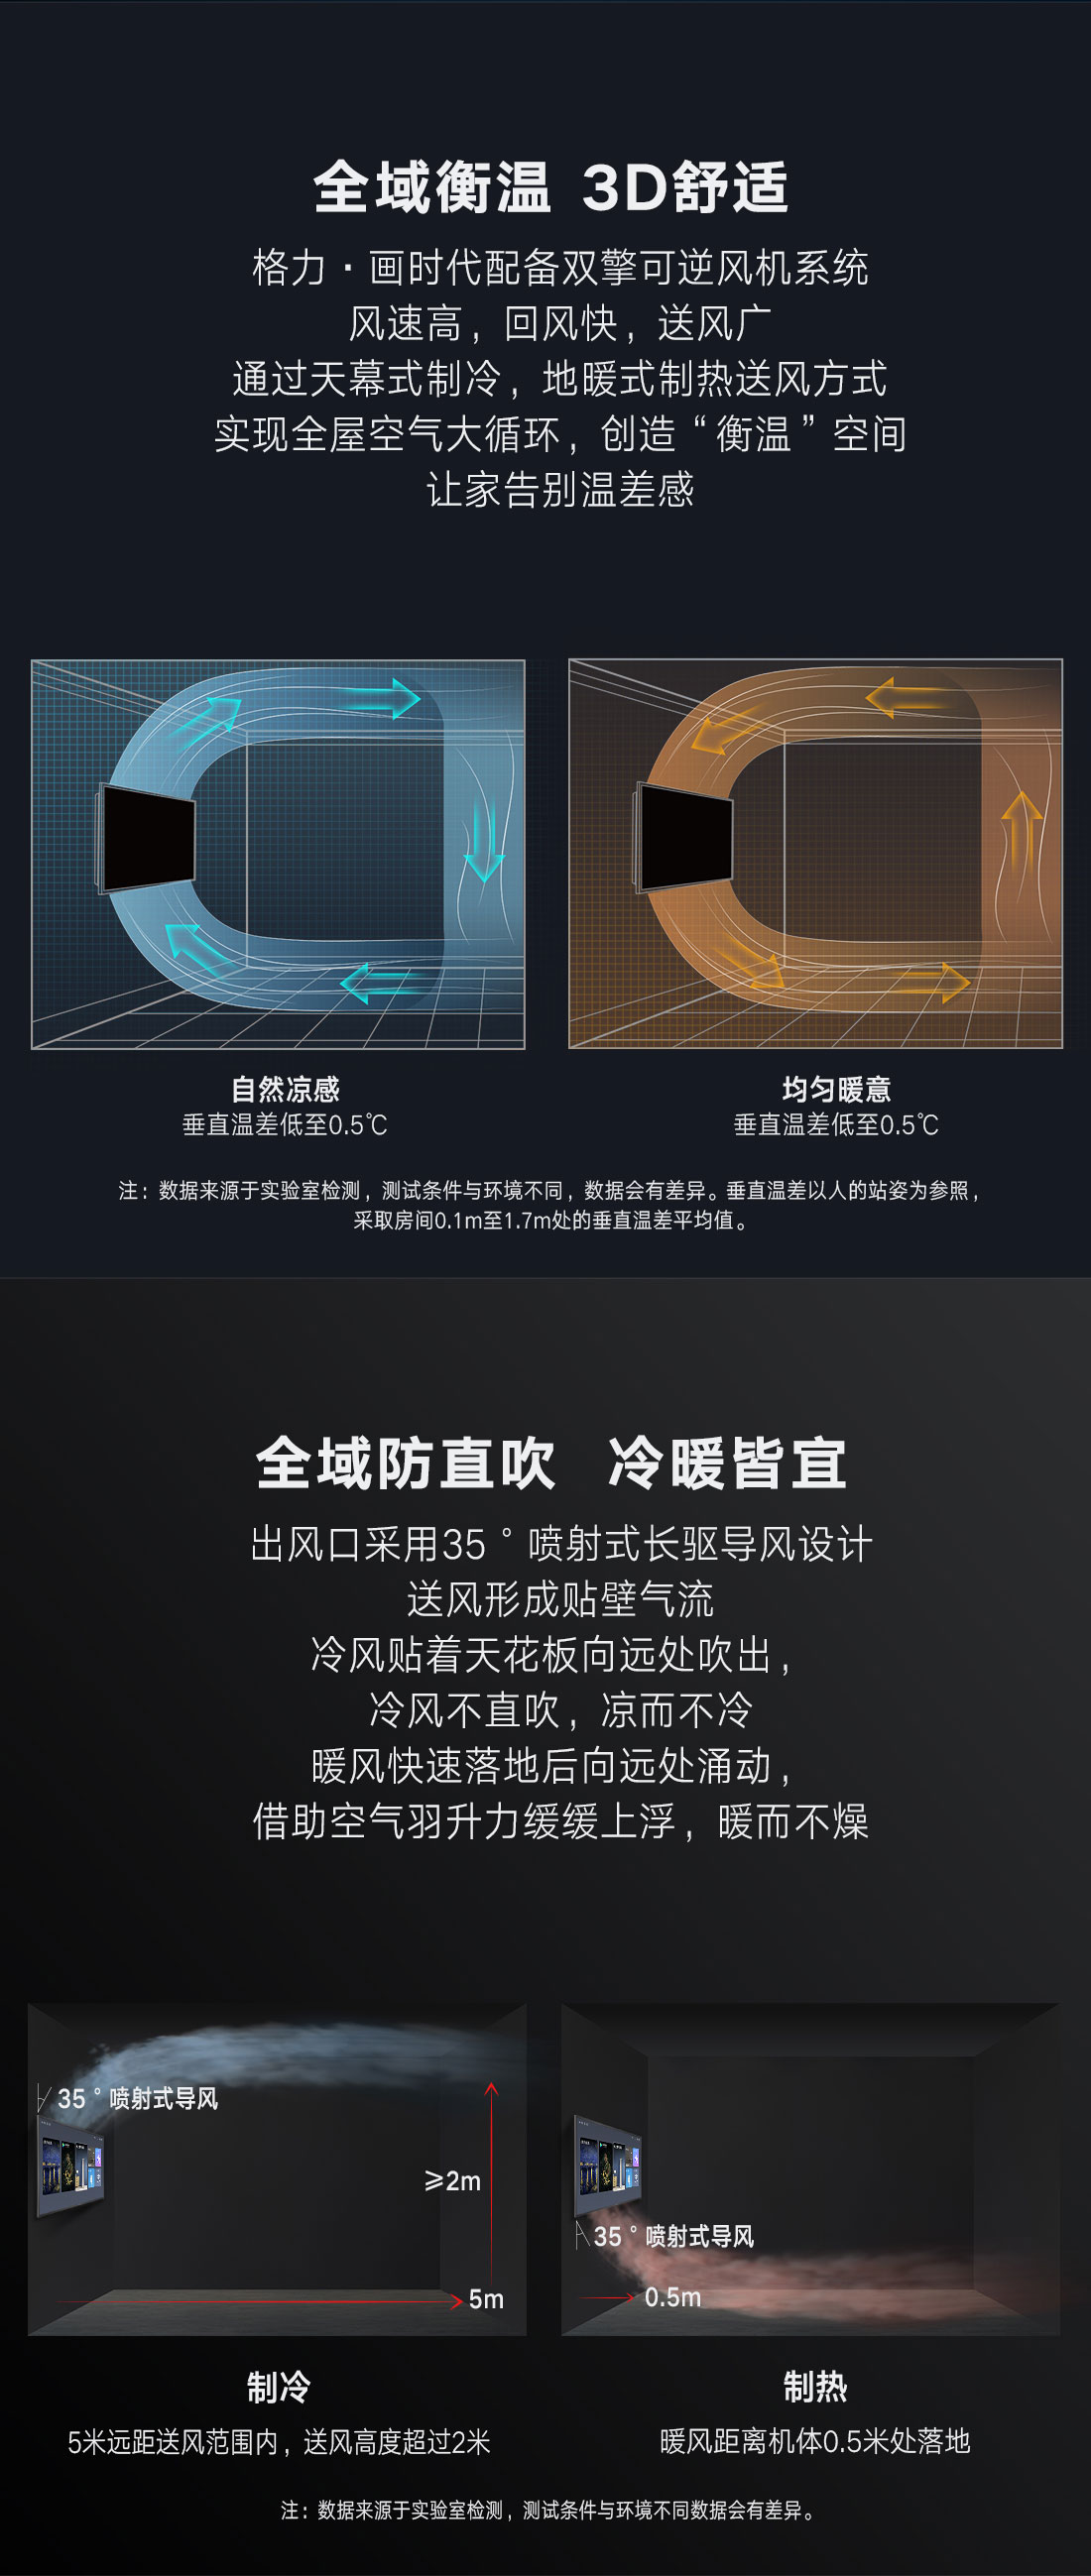 全域衡温 3D舒适
格力·画时代配备双擎可逆风机系统
风速高，回风快，送风广
通过天幕式制冷，地暖式制热送风方式
实现全屋空气大循环，创造“衡温”空间
让家告别温差感
自然凉感
垂直温差低至0.5℃
均匀暖意
垂直温差低至0.5℃
注：数据来源于实验室检测，测试条件与环境不同，数据会有差异。垂直温差以人的站姿为参照，
采取房间0.1m至1.7m处的垂直温差平均值。
全域防直吹 冷暖皆宜
出风口采用35°喷射式长驱导风设计
送风形成贴壁气流
冷风贴着天花板向远处吹出，
冷风不直吹，凉而不冷
暖风快速落地后向远处涌动，
借助空气羽升力缓缓上浮，暖而不燥
35°喷射式导风
≥2m
5m
35°喷射式导风
0.5m
制冷
5米远距送风范围内，送风高度超过2米
制热
暖风距离机体0.5米处落地
注：数据来源于实验室检测，测试条件与环境不同数据会有差异。